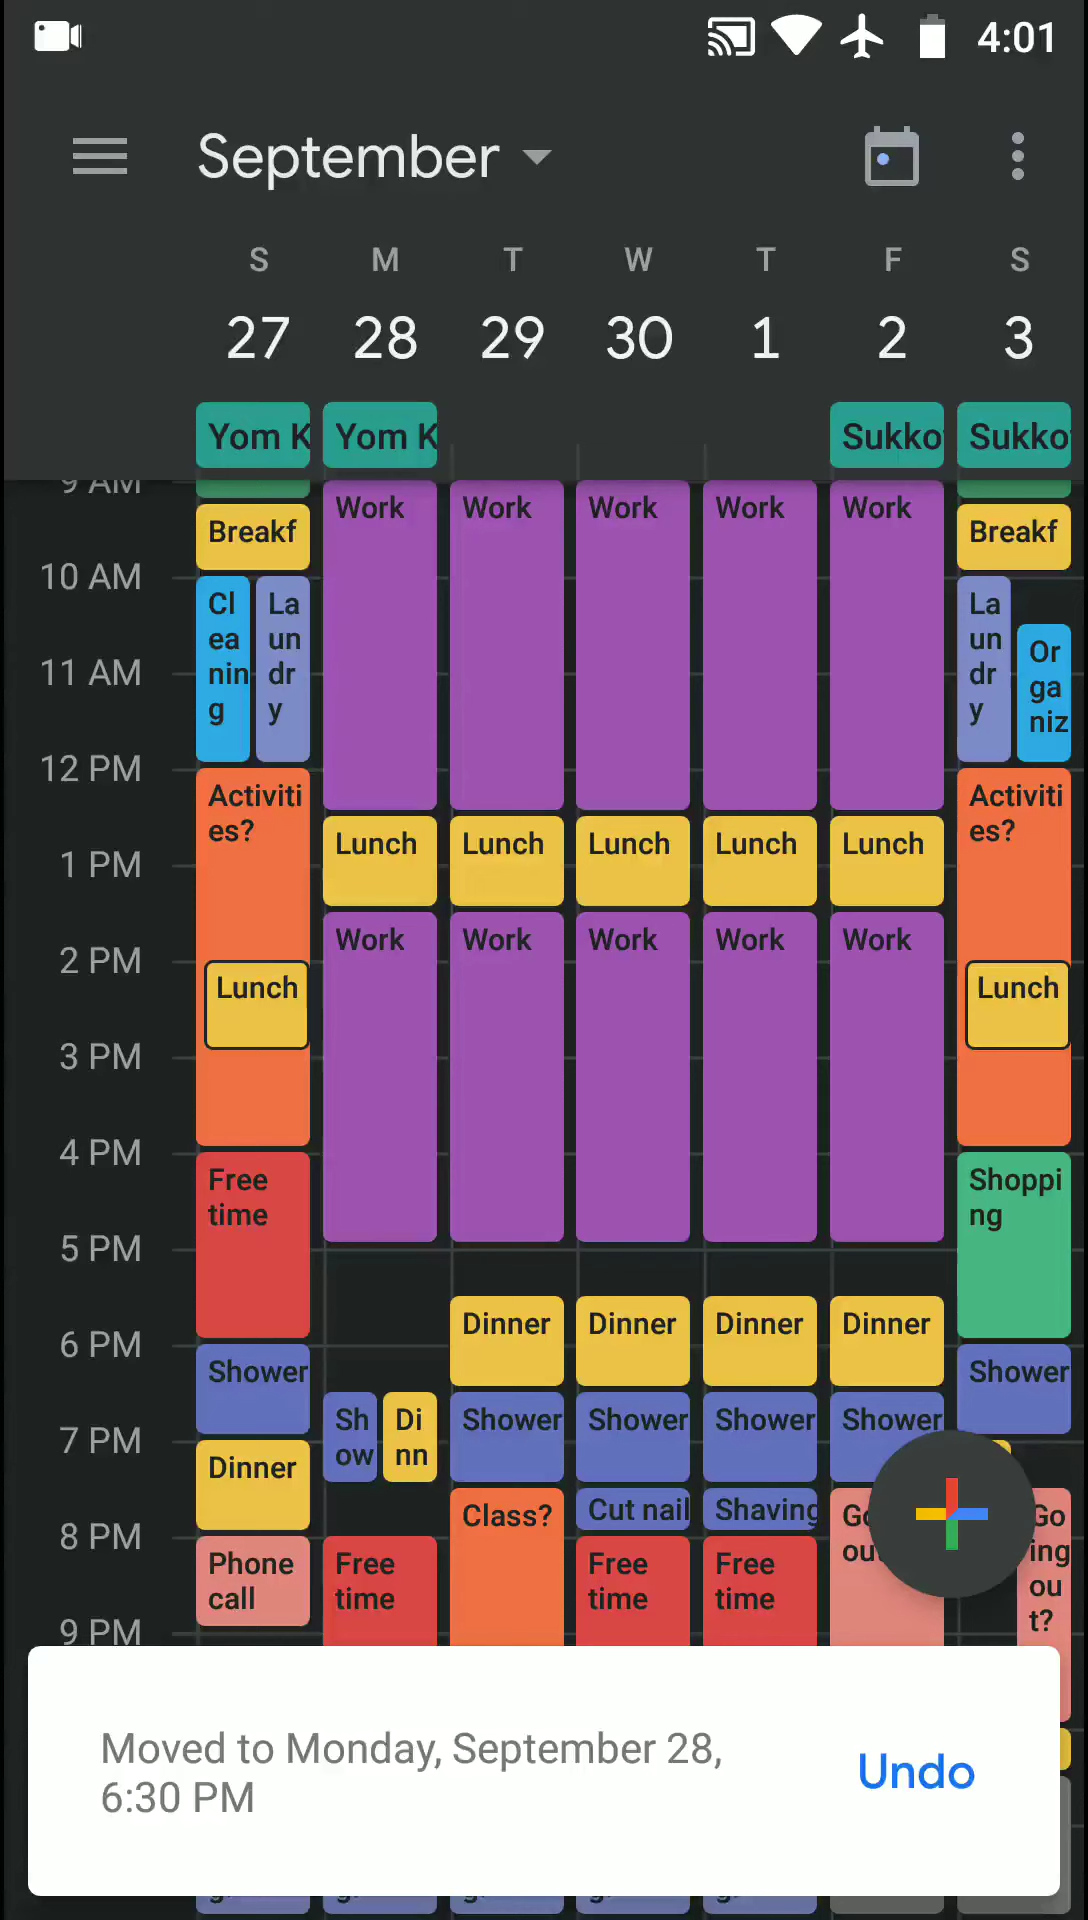 4:01
September
S M T W T F S
27 28 29 30 1 2 3
Yom K Yom K Sukko Sukko
9 AM
Work Work Work Work Work
Breakf Breakf
10 AM
Cl
ea
nin
g
La
un
dr
y
La
un
dr
y
Or
ga
niz
11 AM
12 PM
Activiti
es?
Activiti
es?
Lunch Lunch Lunch Lunch Lunch
1 PM
Work Work Work Work Work
2 PM
Lunch Lunch
3 PM
4 PM
Free
time
Shoppi
ng
5 PM
Dinner Dinner Dinner Dinner
6 PM
Shower Shower
Sh
ow
Di
nn
Shower Shower Shower Shower
7 PM
Dinner
Class? Cut nail Shaving
Go
ou
Go
ing
ou
t?
8 PM
Phone
call
Free
time
Free
time
Free
time
9 PM
Moved to Monday, September 28,
6:30 PM
Undo